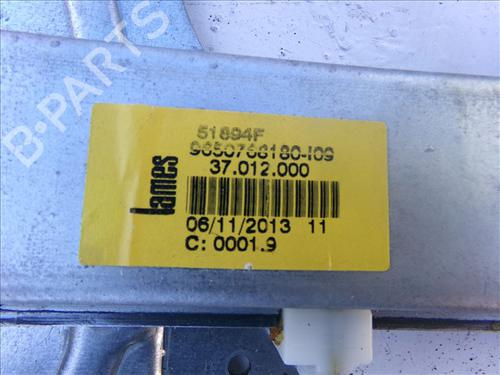 B-PARTS
51894F
9650768180-I09
37.012.000
Lames
06/11/2013 11
C: 0001.9